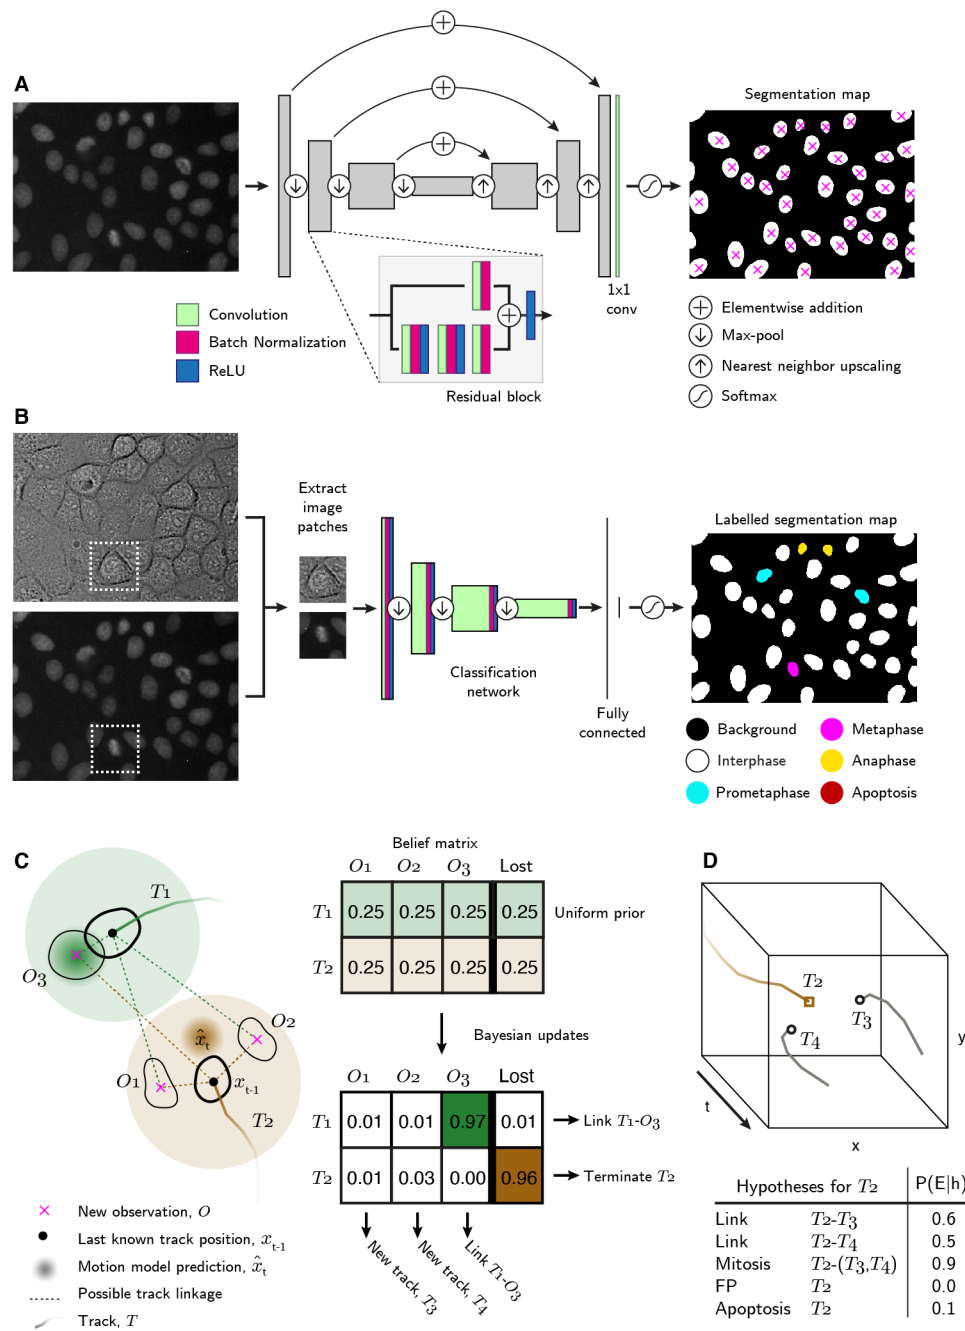 A
Segmentation map
1x1
conv
Convolution
Batch Normalization
ReLU
Residual block
Elementwise addition
Max-pool
Nearest neighbor upscaling
Softmax
B
Extract
image
patches
Classification
network
Fully
connected
Labelled segmentation map
Background
Metaphase
Interphase
Anaphase
Prometaphase
Apoptosis
C
T1
O3
O2
x̂t
O1
xt-1
T2
New observation, O
Last known track position, xt-1
Motion model prediction, x̂t
Possible track linkage
Track, T
Belief matrix
O1 O2 O3 Lost
T1 0.25 0.25 0.25 0.25 Uniform prior
T2 0.25 0.25 0.25 0.25
Bayesian updates
O1 O2 O3 Lost
T1 0.01 0.01 0.97 0.01 Link T1-O3
T2 0.01 0.03 0.00 0.96 Terminate T2
New track, T3
New track, T4
Link T1-O3
D
T2
T3
T4
y
t
x
Hypotheses for T2 P(E|h)
Link T2-T3 0.6
Link T2-T4 0.5
Mitosis T2-(T3,T4) 0.9
FP T2 0.0
Apoptosis T2 0.1